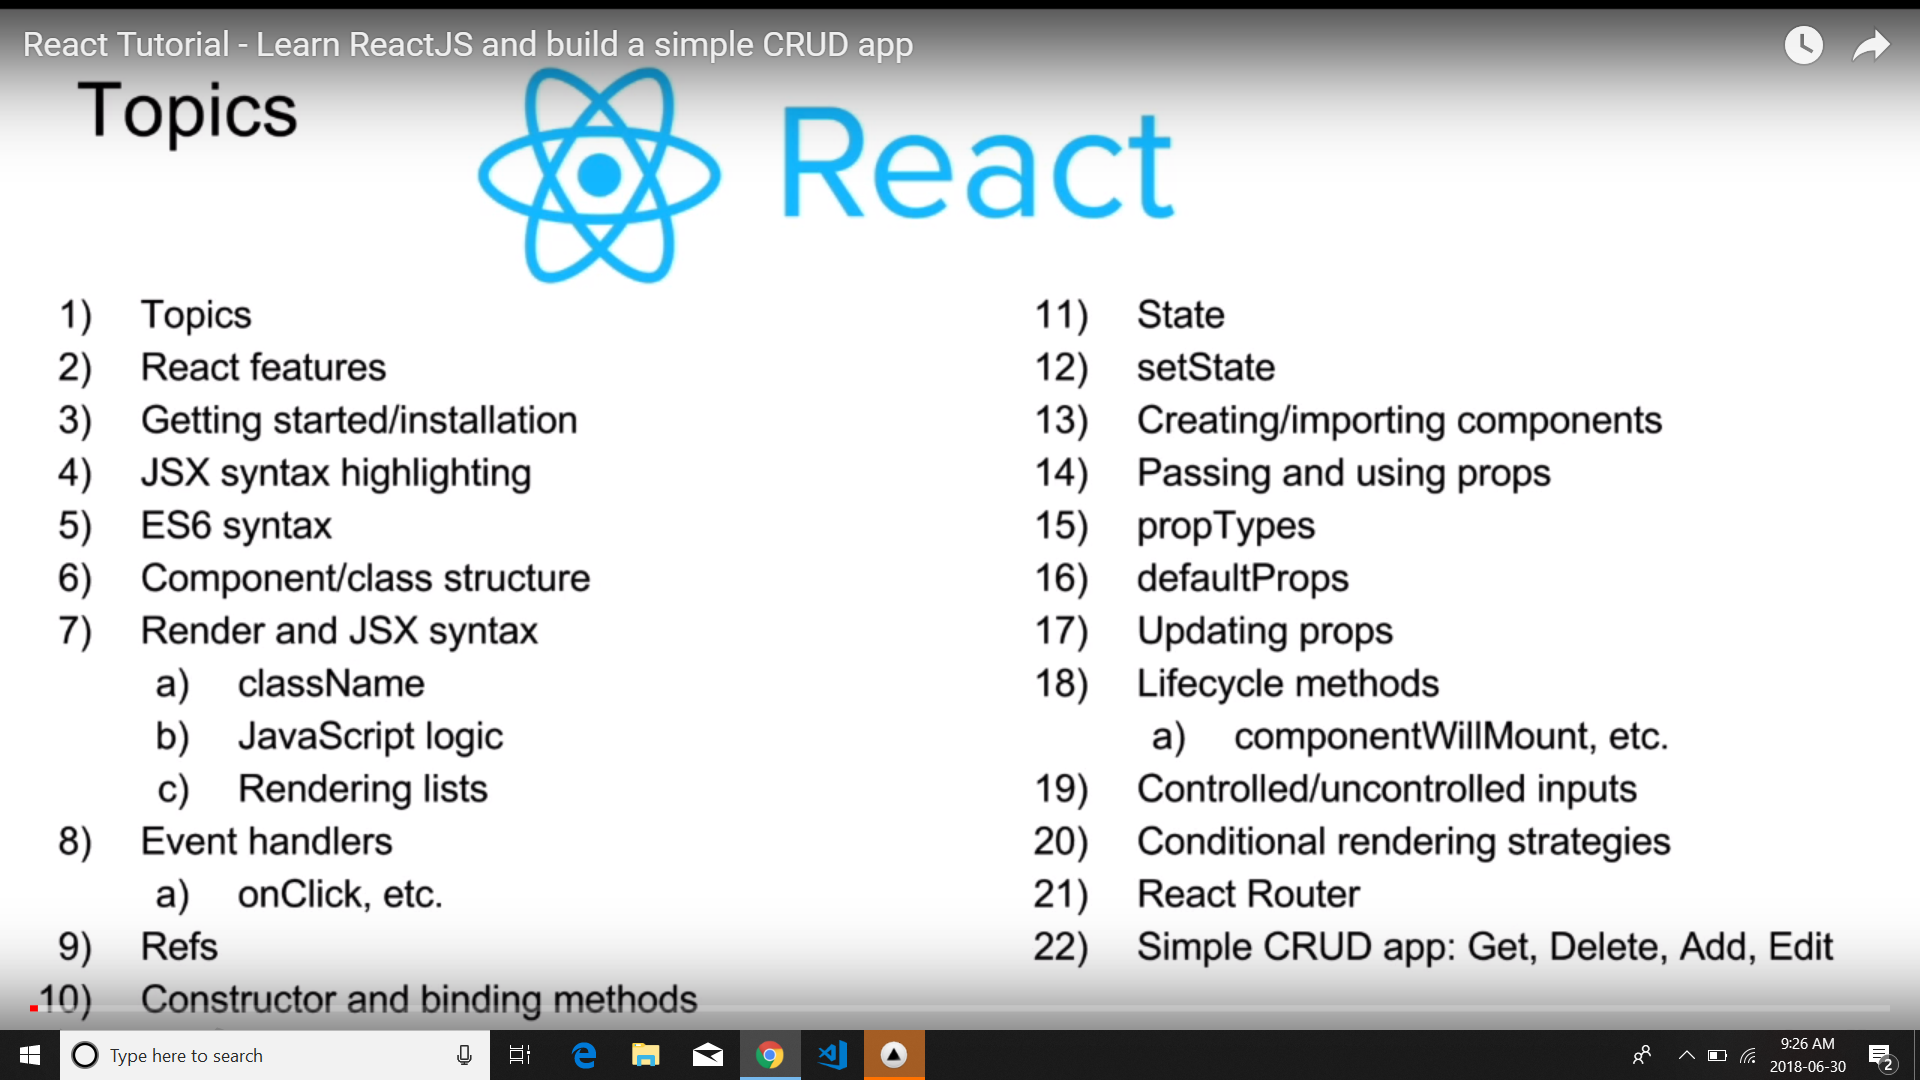 React Tutorial - Learn ReactJS and build a simple CRUD app
Topics
React
1) Topics
2) React features
3) Getting started/installation
4) JSX syntax highlighting
5) ES6 syntax
6) Component/class structure
7) Render and JSX syntax
a) className
b) JavaScript logic
c) Rendering lists
8) Event handlers
a) onClick, etc.
9) Refs
10) Constructor and binding methods
11) State
12) setState
13) Creating/importing components
14) Passing and using props
15) propTypes
16) defaultProps
17) Updating props
18) Lifecycle methods
a) componentWillMount, etc.
19) Controlled/uncontrolled inputs
20) Conditional rendering strategies
21) React Router
22) Simple CRUD app: Get, Delete, Add, Edit
Type here to search
9:26 AM
2018-06-30
2